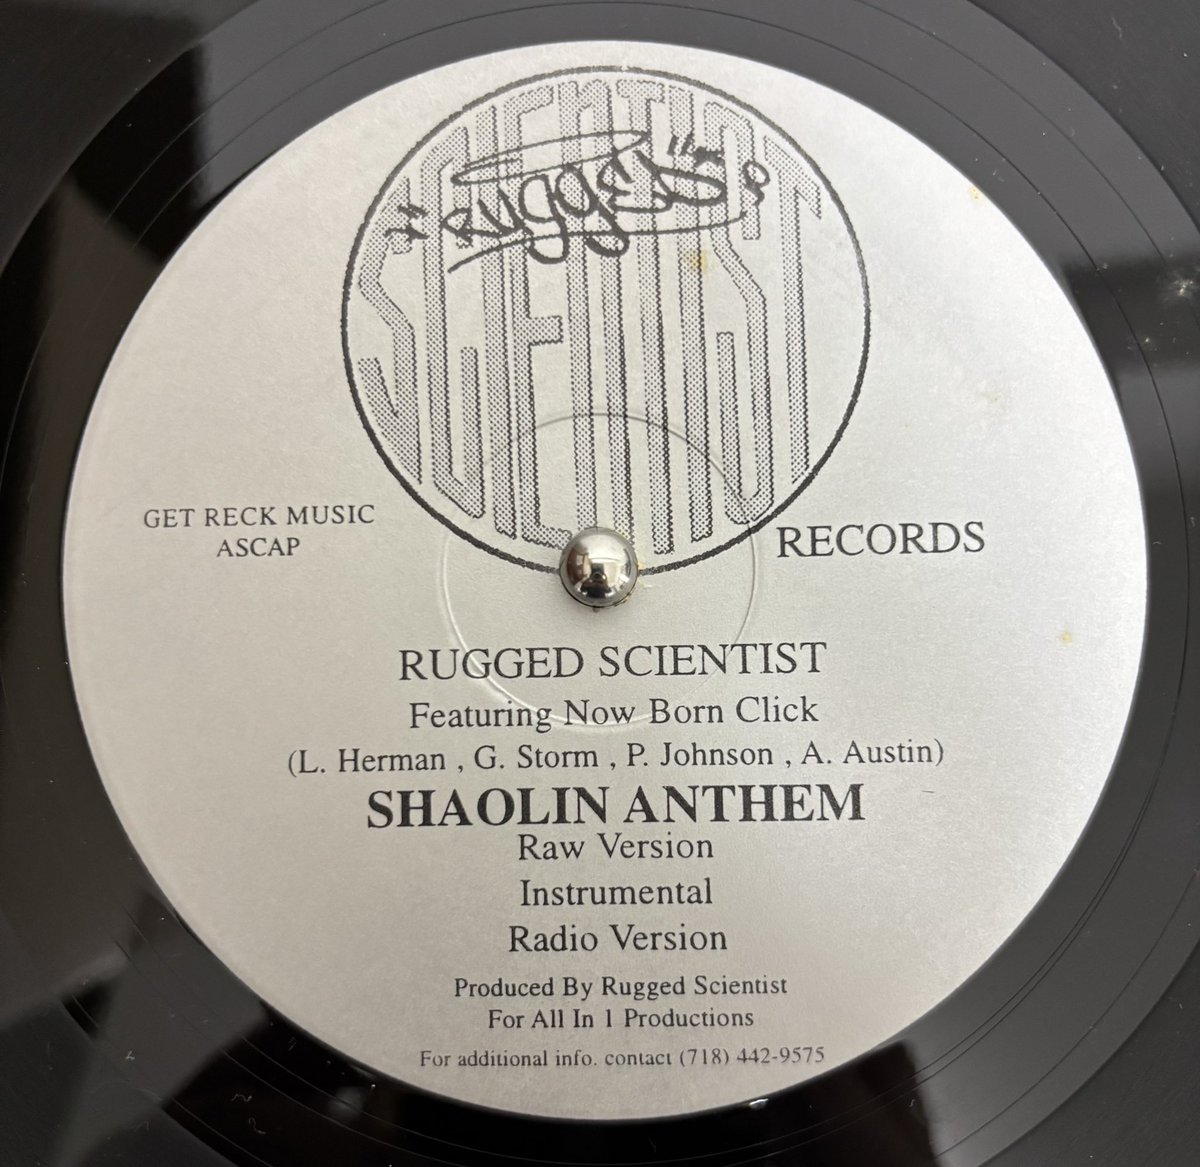 SCIENTIST
"RUGGED"
GET RECK MUSIC
ASCAP
RECORDS
RUGGED SCIENTIST
Featuring Now Born Click
(L. Herman , G. Storm , P. Johnson , A. Austin)
SHAOLIN ANTHEM
Raw Version
Instrumental
Radio Version
Produced By Rugged Scientist
For All In 1 Productions
For additional info. contact (718) 442-9575